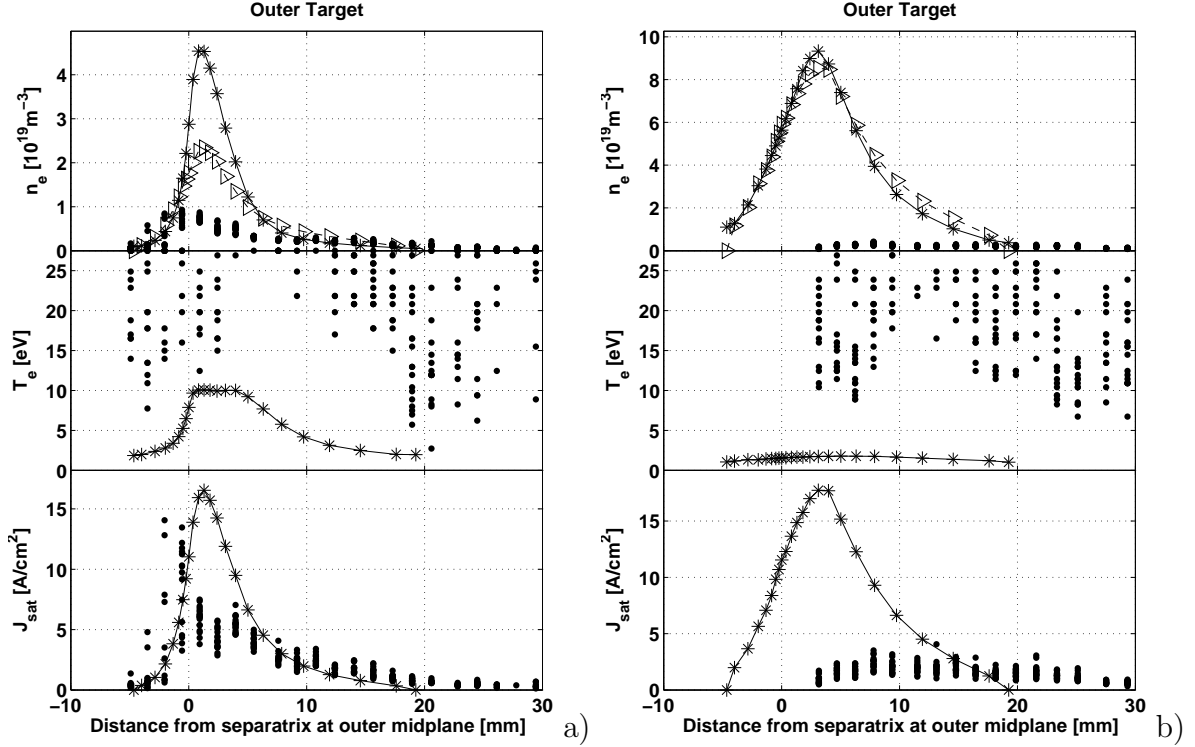 Outer Target
n_e [10^19 m^−3]
4
3
2
1
0
T_e [eV]
25
20
15
10
5
0
J_sat [A/cm^2]
15
10
5
0
−10 0 10 20 30
Distance from separatrix at outer midplane [mm]
a)
Outer Target
n_e [10^19 m^−3]
10
8
6
4
2
0
T_e [eV]
25
20
15
10
5
0
J_sat [A/cm^2]
15
10
5
0
−10 0 10 20 30
Distance from separatrix at outer midplane [mm]
b)